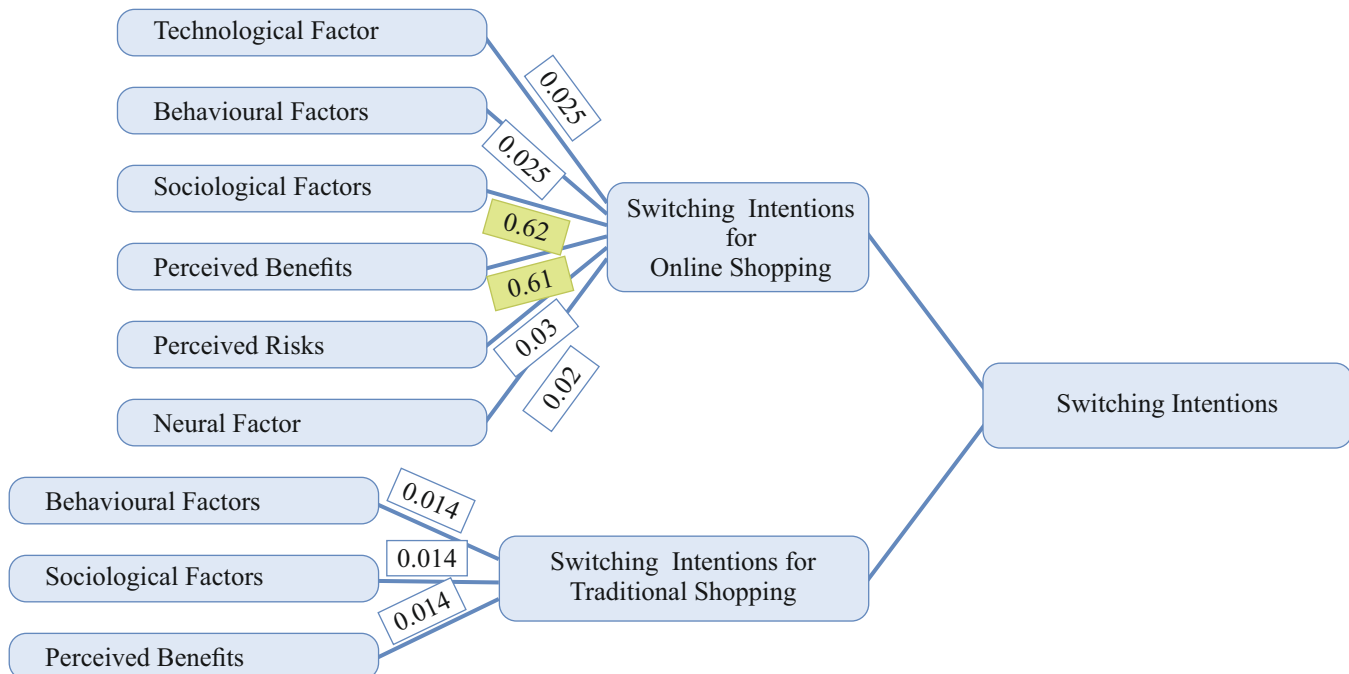 Technological Factor
0.025
Behavioural Factors
0.025
Sociological Factors
0.62
Perceived Benefits
0.61
Perceived Risks
0.03
Neural Factor
0.02
Switching Intentions
for
Online Shopping
Switching Intentions
Behavioural Factors
0.014
Sociological Factors
0.014
Perceived Benefits
0.014
Switching Intentions for
Traditional Shopping